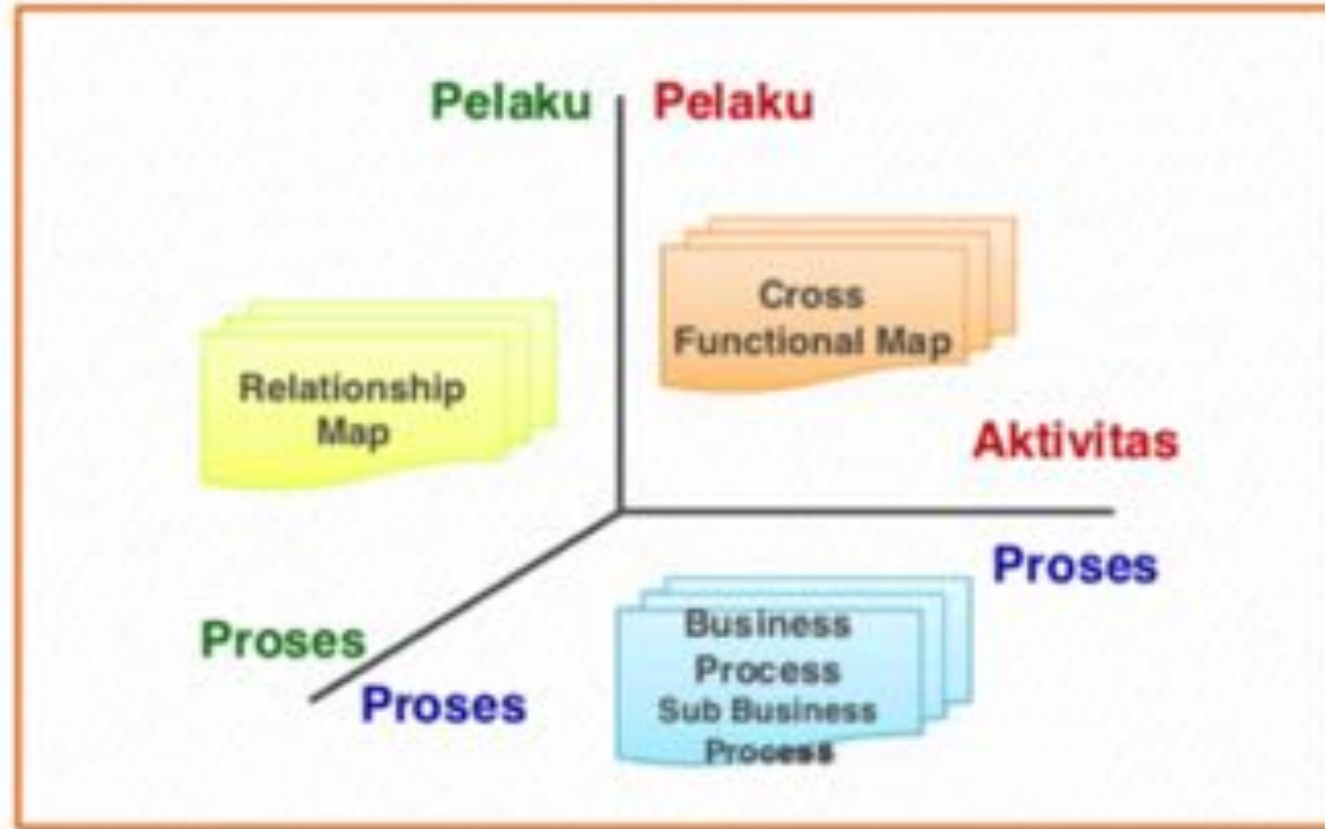 Pelaku
Pelaku
Cross
Functional Map
Relationship
Map
Aktivitas
Proses
Proses
Proses
Business
Process
Sub Business
Process